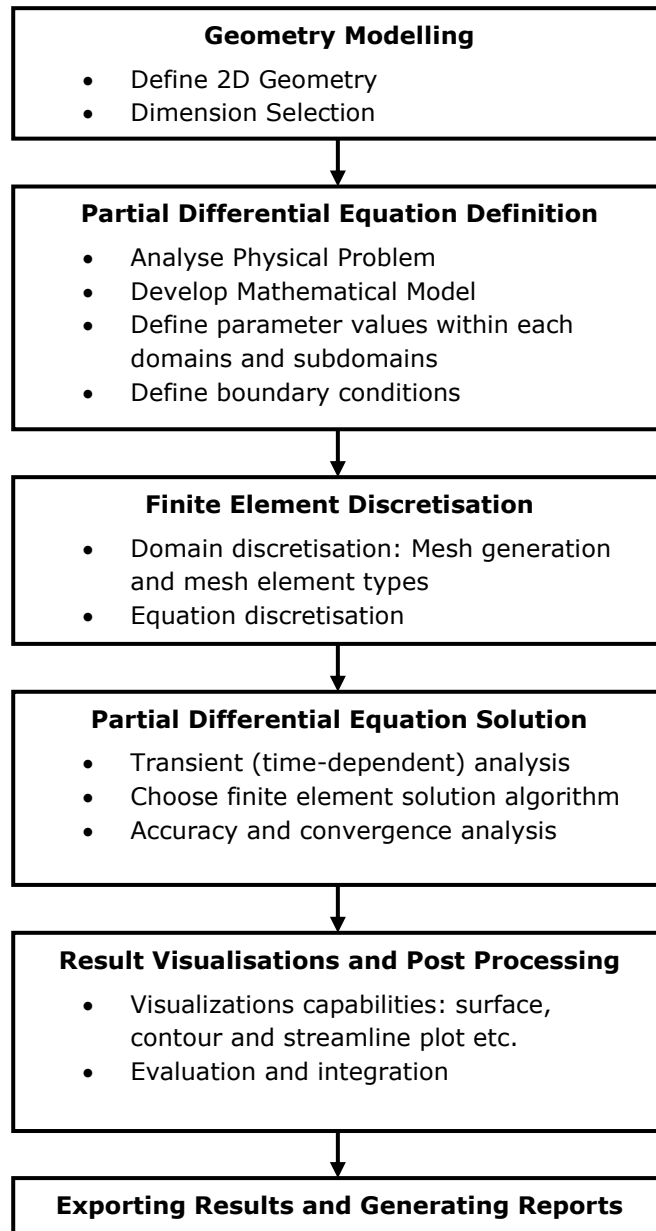 Geometry Modelling
• Define 2D Geometry
• Dimension Selection
Partial Differential Equation Definition
• Analyse Physical Problem
• Develop Mathematical Model
• Define parameter values within each
domains and subdomains
• Define boundary conditions
Finite Element Discretisation
• Domain discretisation: Mesh generation
and mesh element types
• Equation discretisation
Partial Differential Equation Solution
• Transient (time-dependent) analysis
• Choose finite element solution algorithm
• Accuracy and convergence analysis
Result Visualisations and Post Processing
• Visualizations capabilities: surface,
contour and streamline plot etc.
• Evaluation and integration
Exporting Results and Generating Reports